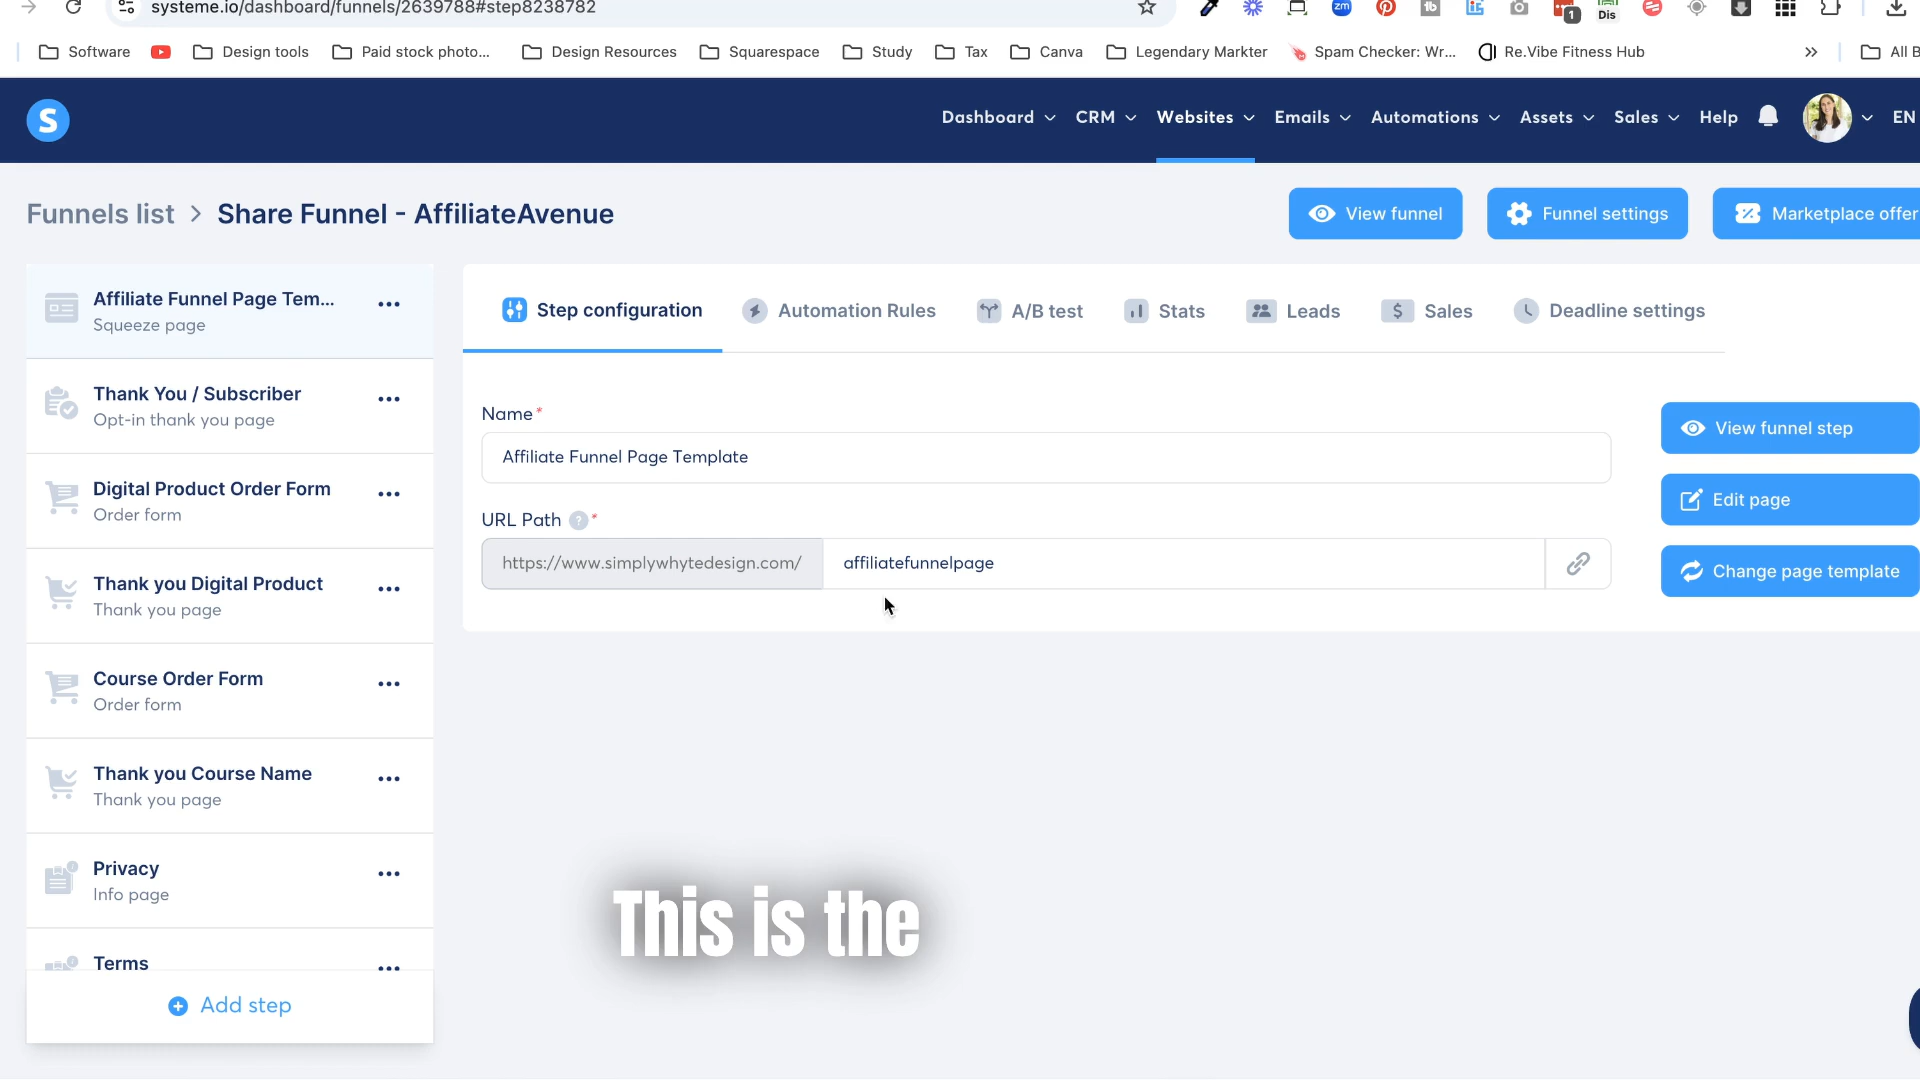 systeme.io/dashboard/funnels/2639788#step8238782
zm
1
Dis
Software
Design tools
Paid stock photo...
Design Resources
Squarespace
Study
Tax
Canva
Legendary Markter
Spam Checker: Wr...
Re.Vibe Fitness Hub
»
All B
S
Dashboard
CRM
Websites
Emails
Automations
Assets
Sales
Help
EN
Funnels list > Share Funnel - AffiliateAvenue
View funnel
Funnel settings
Marketplace offer
Affiliate Funnel Page Tem...
Squeeze page
Thank You / Subscriber
Opt-in thank you page
Digital Product Order Form
Order form
Thank you Digital Product
Thank you page
Course Order Form
Order form
Thank you Course Name
Thank you page
Privacy
Info page
Terms
Add step
Step configuration
Automation Rules
A/B test
Stats
Leads
Sales
Deadline settings
Name*
Affiliate Funnel Page Template
URL Path ? *
https://www.simplywhytedesign.com/
affiliatefunnelpage
View funnel step
Edit page
Change page template
This is the